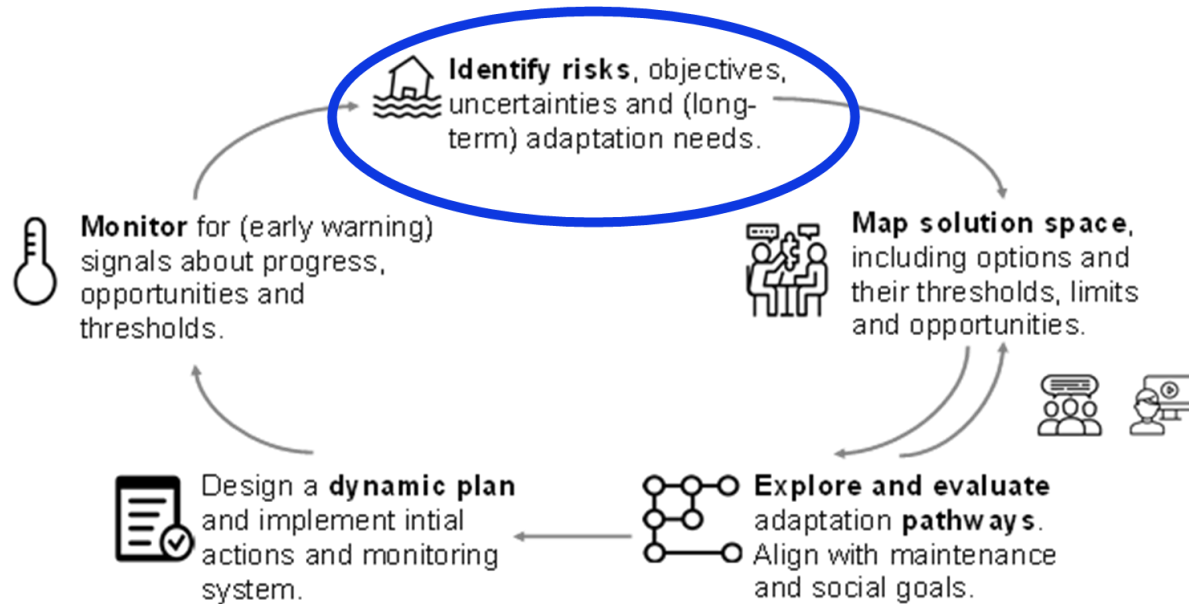 Identify risks, objectives,
uncertainties and (long-
term) adaptation needs.
Map solution space,
including options and
their thresholds, limits
and opportunities.
Explore and evaluate
adaptation pathways.
Align with maintenance
and social goals.
Design a dynamic plan
and implement intial
actions and monitoring
system.
Monitor for (early warning)
signals about progress,
opportunities and
thresholds.